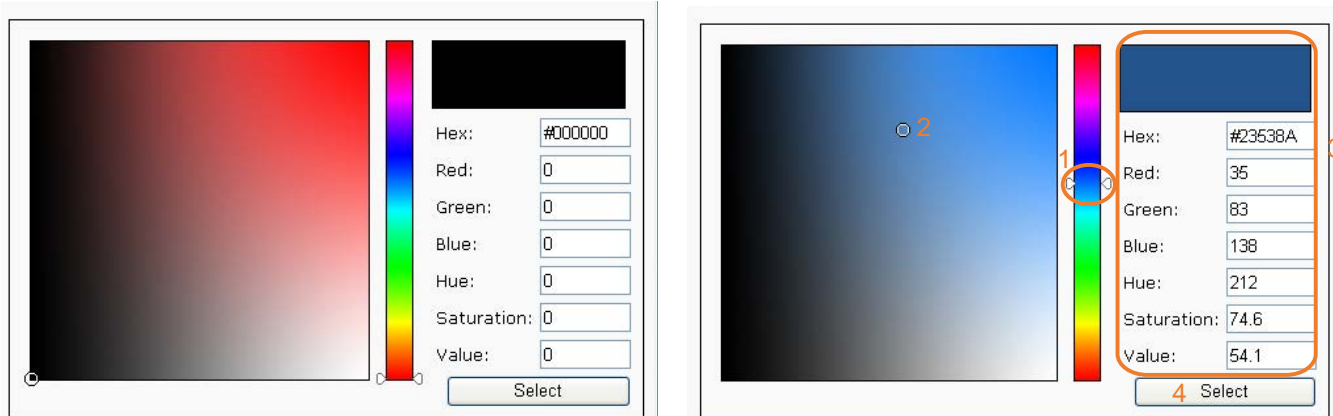 Hex: #000000
Red: 0
Green: 0
Blue: 0
Hue: 0
Saturation: 0
Value: 0
Select
2
1
Hex: #23538A
Red: 35
Green: 83
Blue: 138
Hue: 212
Saturation: 74.6
Value: 54.1
4 Select